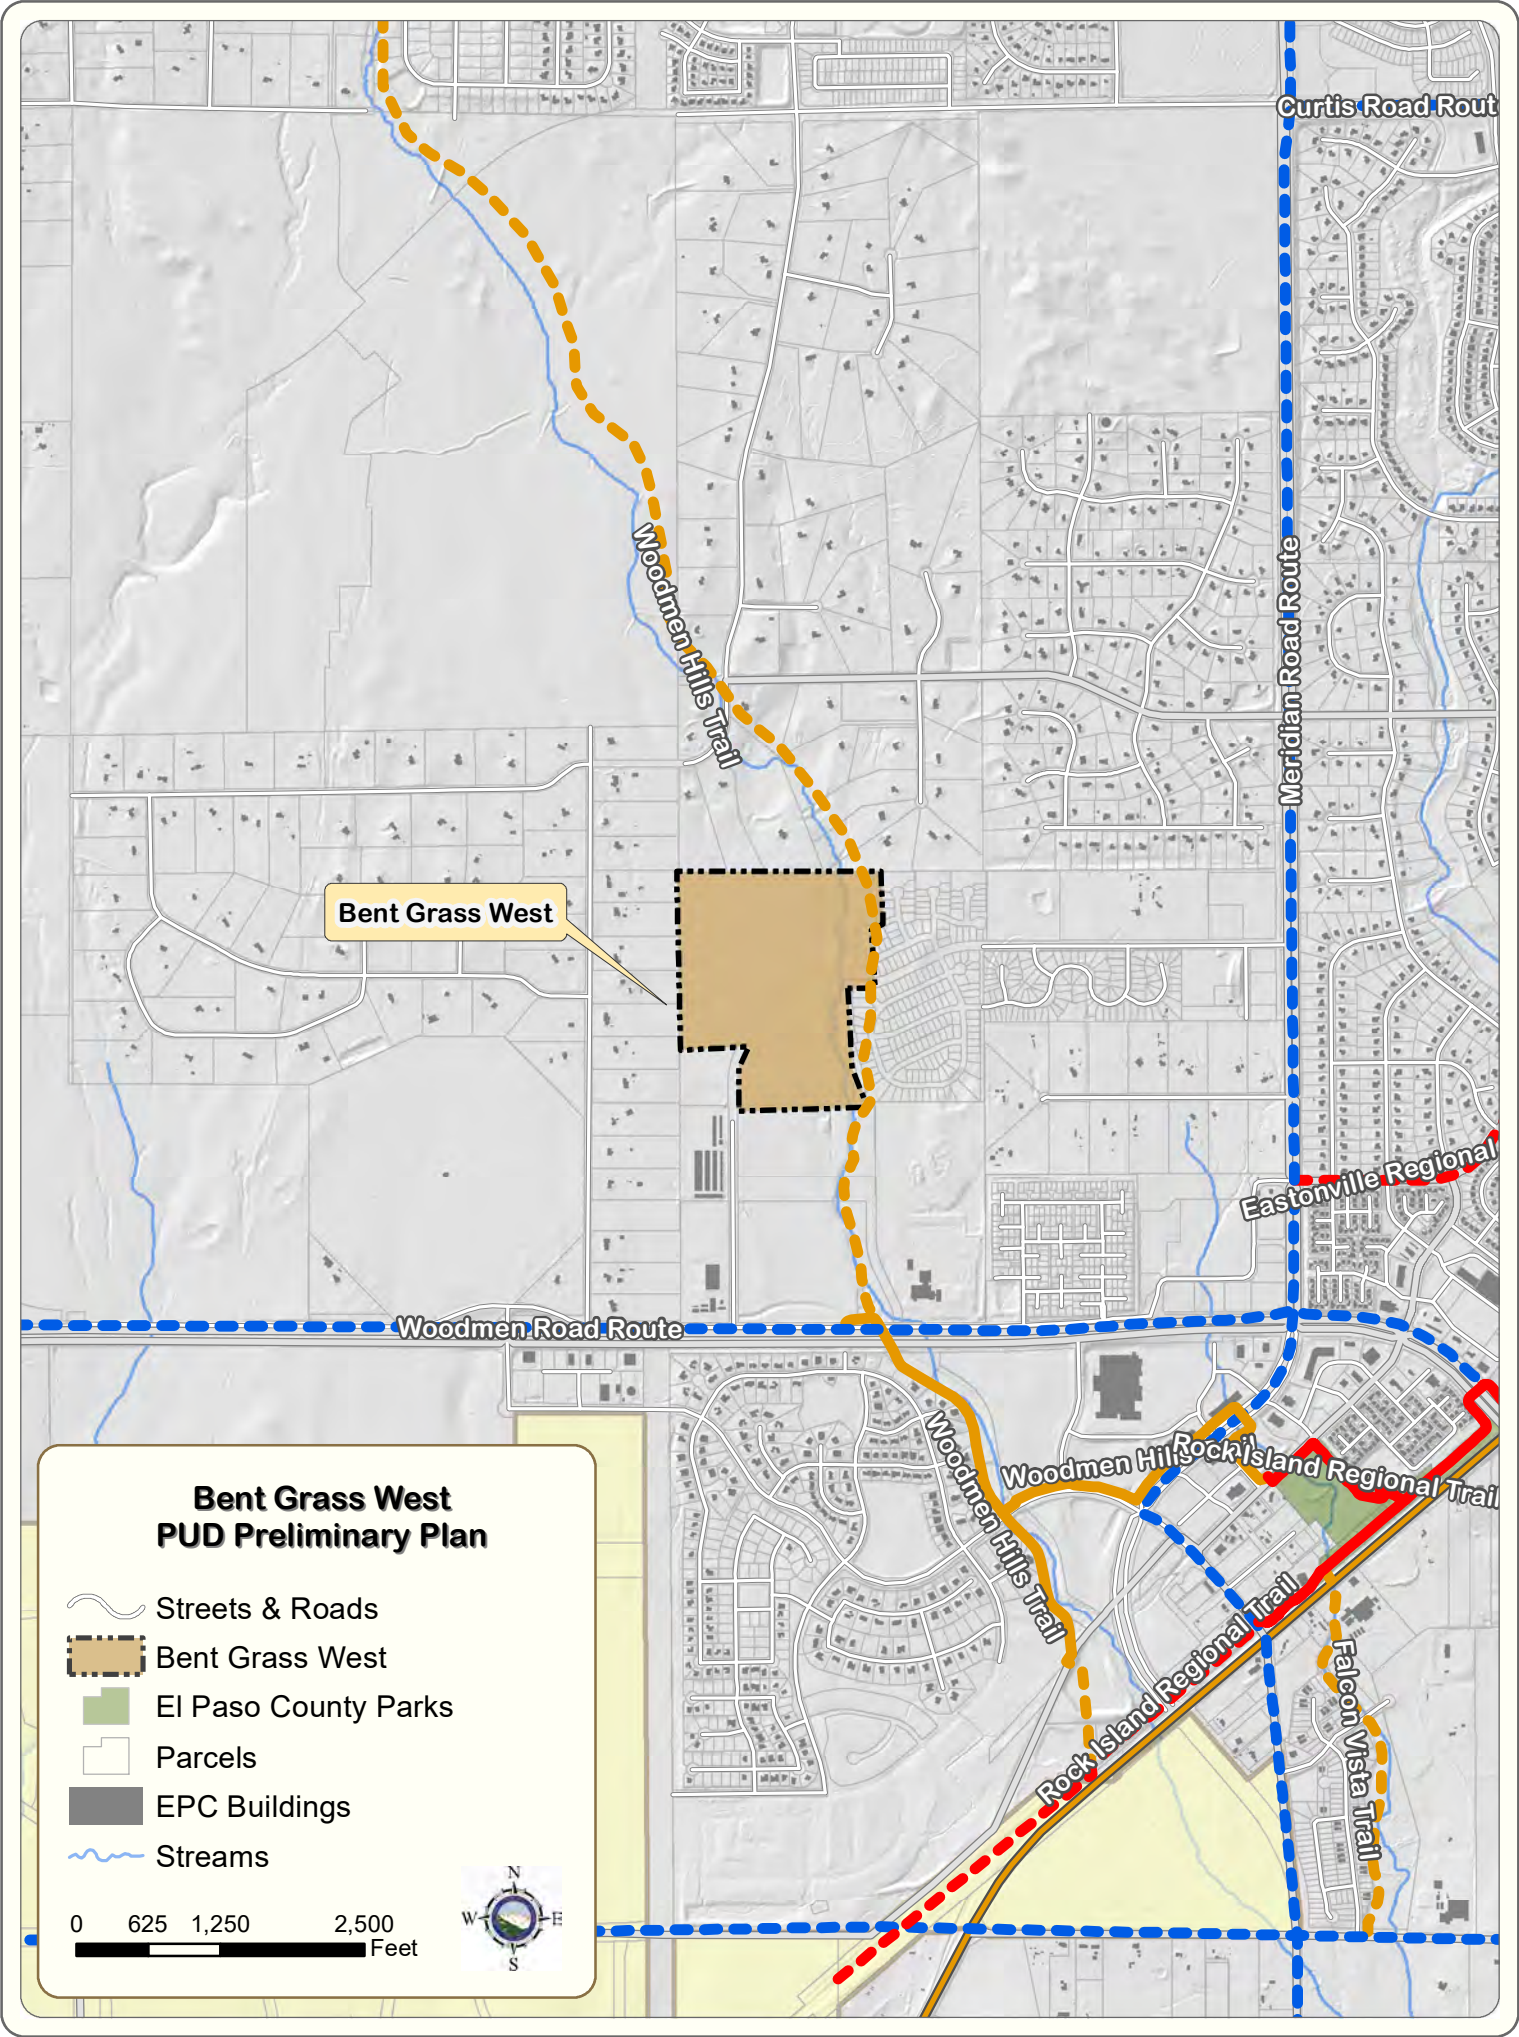 Curtis Road Rout
Woodmen Hills Trail
Meridian Road Route
Bent Grass West
Eastonville Regional
Woodmen Road Route
Woodmen Hills Trail
Woodmen Hills
Rock Island Regional Trail
Rock Island Regional Trail
Falcon Vista Trail
Bent Grass West
PUD Preliminary Plan
Streets & Roads
Bent Grass West
El Paso County Parks
Parcels
EPC Buildings
Streams
0 625 1,250 2,500
Feet
N
W E
S